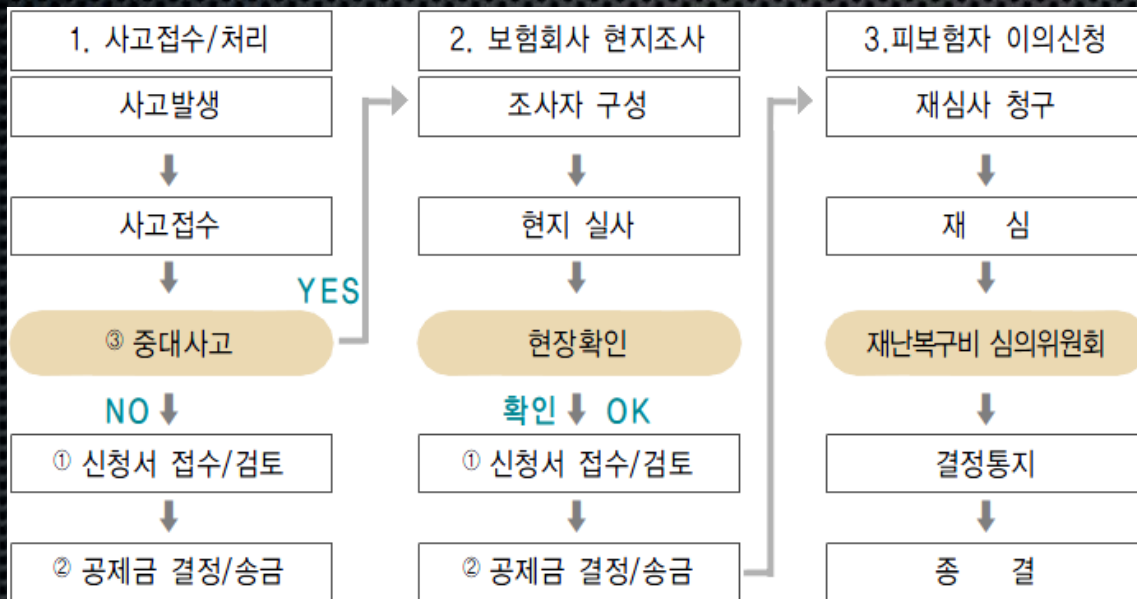 1. 사고접수/처리
사고발생
사고접수
YES
③ 중대사고
NO
① 신청서 접수/검토
② 공제금 결정/송금
2. 보험회사 현지조사
조사자 구성
현지 실사
현장확인
확인 OK
① 신청서 접수/검토
② 공제금 결정/송금
3.피보험자 이의신청
재심사 청구
재 심
재난복구비 심의위원회
결정통지
종 결